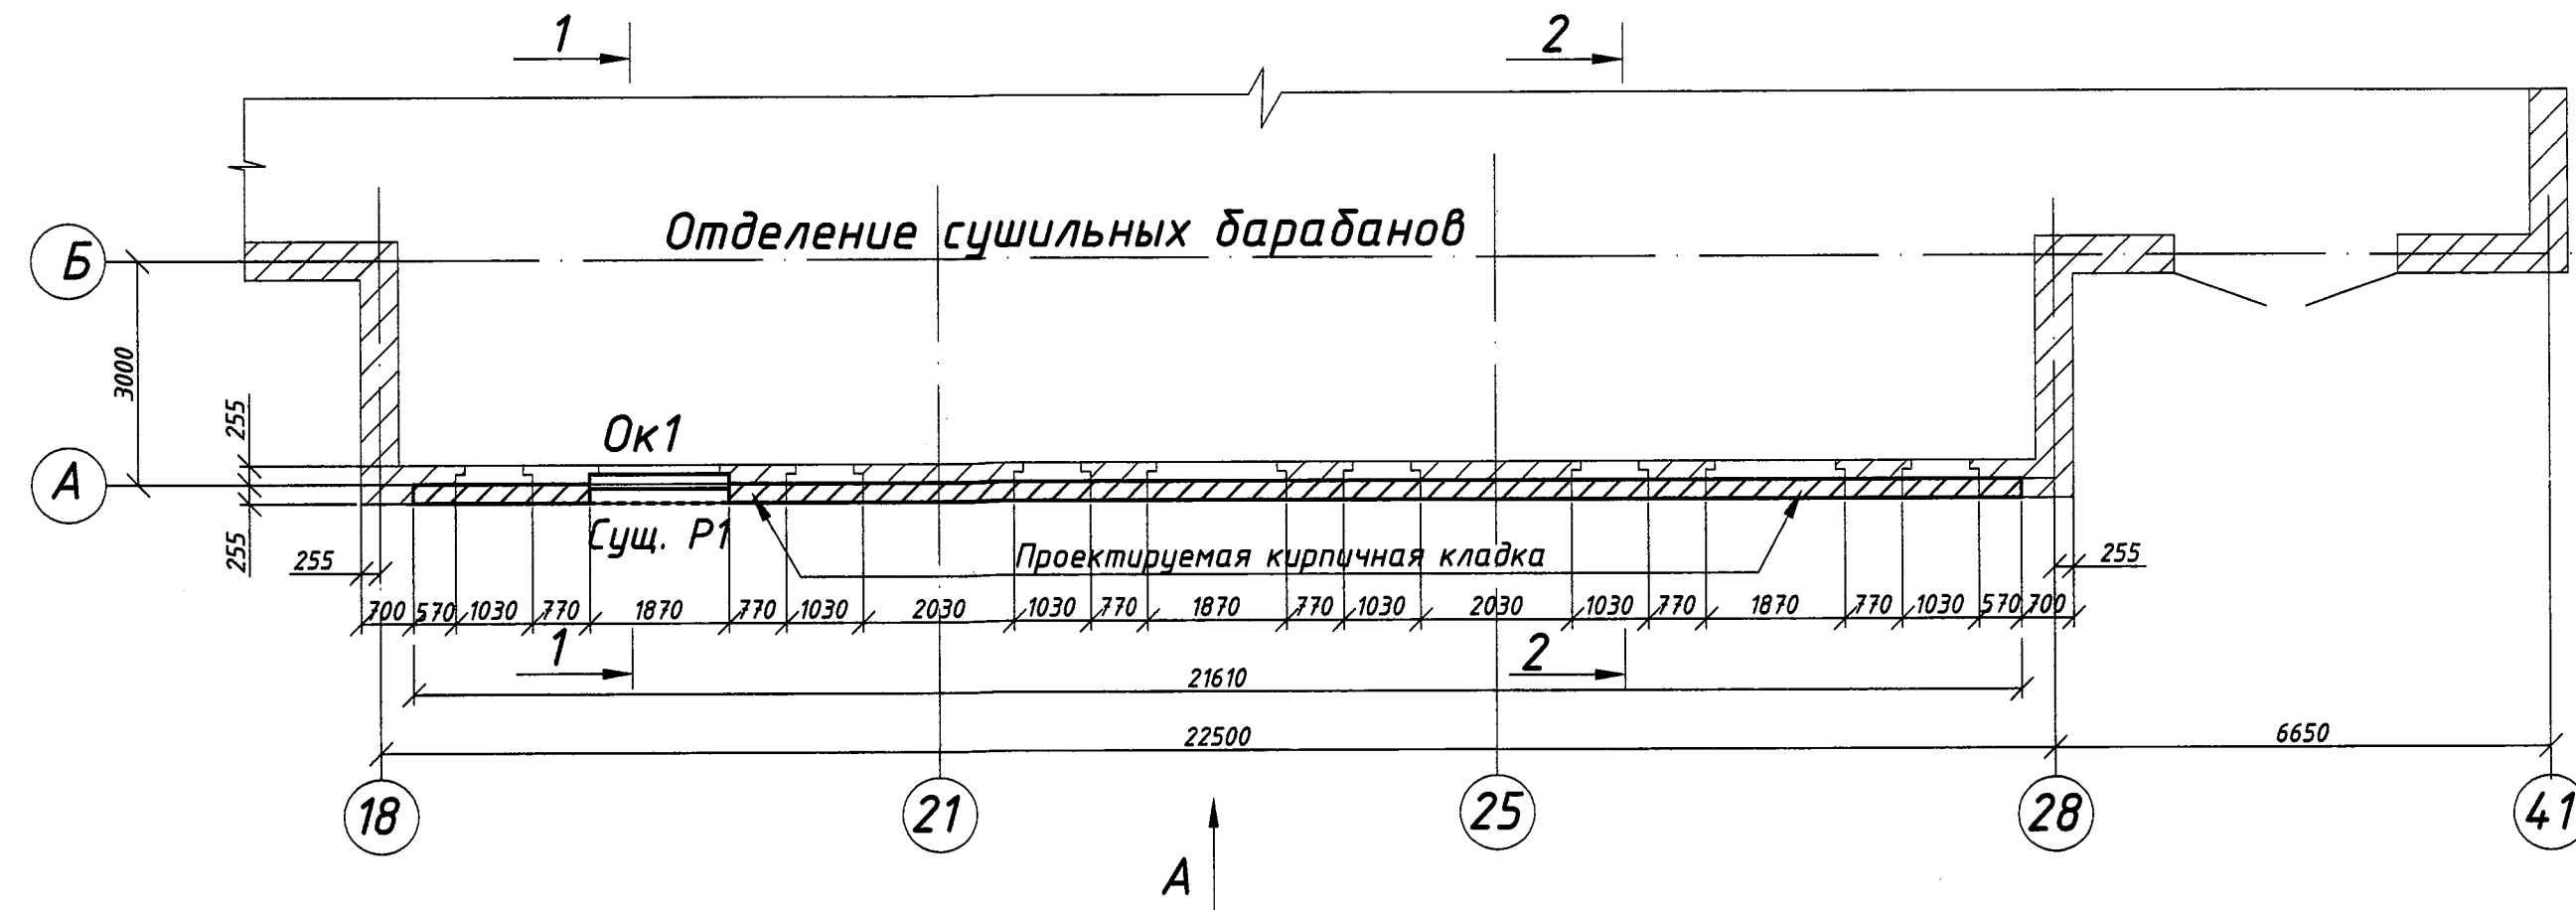 1
2
Отделение сушильных барабанов
Б
3000
255
Ок1
А
255
Сущ. Р1
Проектируемая кирпичная кладка
255
255
700 570 1030 770 1870 770 1030 2030 1030 770 1870 770 1030 2030 1030 770 1870 770 1030 570 700
1
2
21610
22500
6650
18
21
25
28
41
А